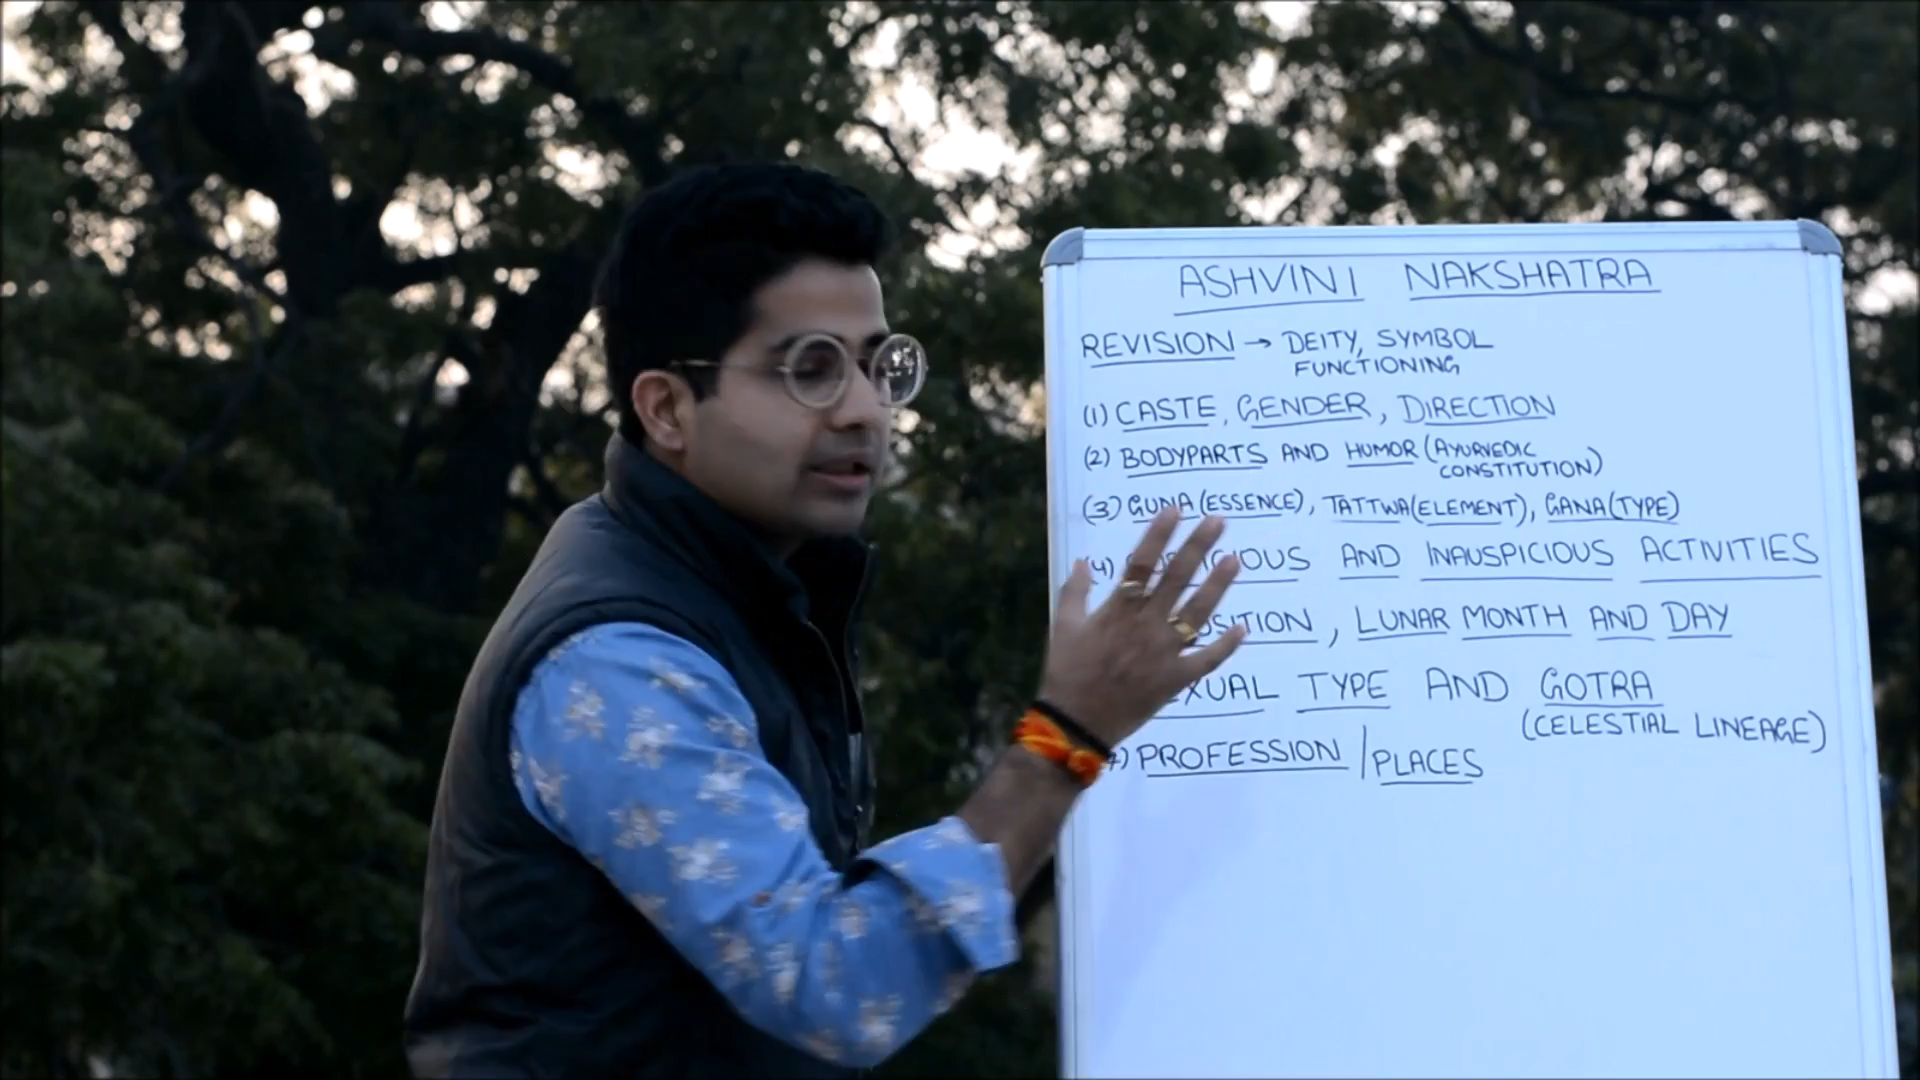 ASHVINI NAKSHATRA
REVISION → DEITY, SYMBOL
FUNCTIONING
(1) CASTE, GENDER, DIRECTION
(2) BODYPARTS AND HUMOR (AYURVEDIC
CONSTITUTION)
(3) GUNA (ESSENCE), TATTWA (ELEMENT), GANA (TYPE)
(4) AND INAUSPICIOUS ACTIVITIES
, LUNAR MONTH AND DAY
TYPE AND GOTRA
(CELESTIAL LINEAGE)
PROFESSION / PLACES